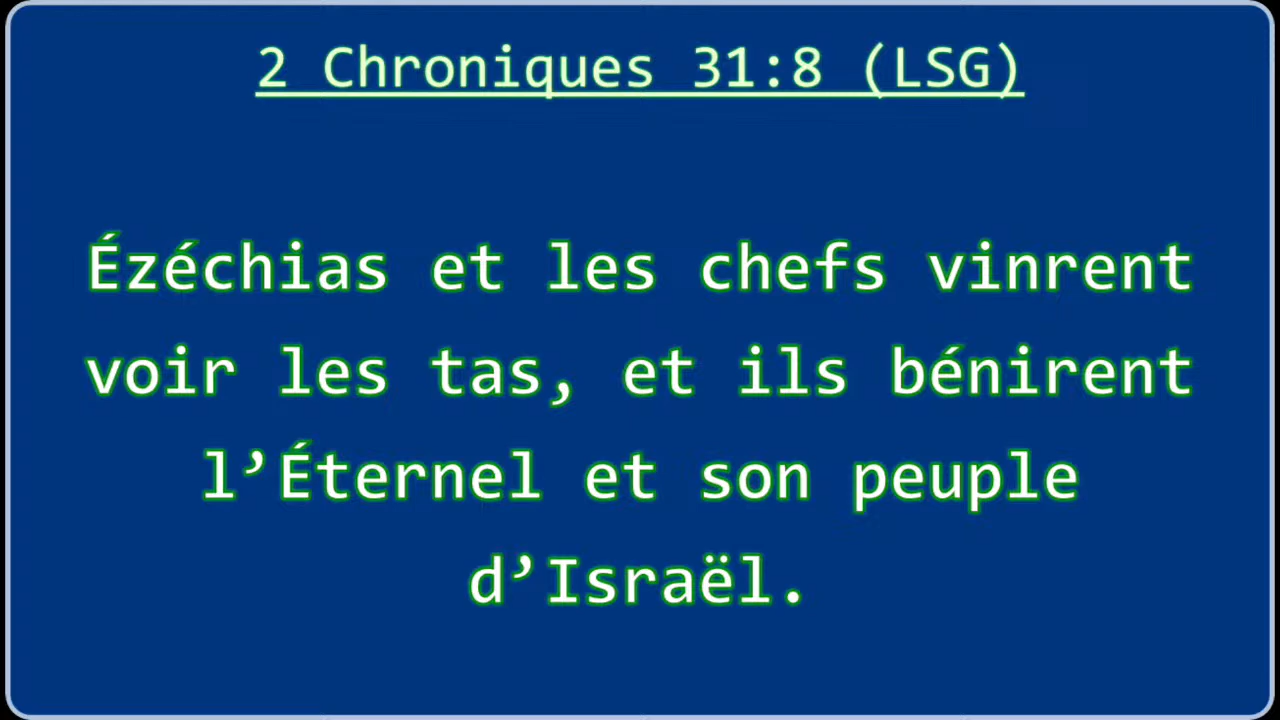 2 Chroniques 31:8 (LSG)
Ézéchias et les chefs vinrent
voir les tas, et ils bénirent
l’Éternel et son peuple
d’Israël.